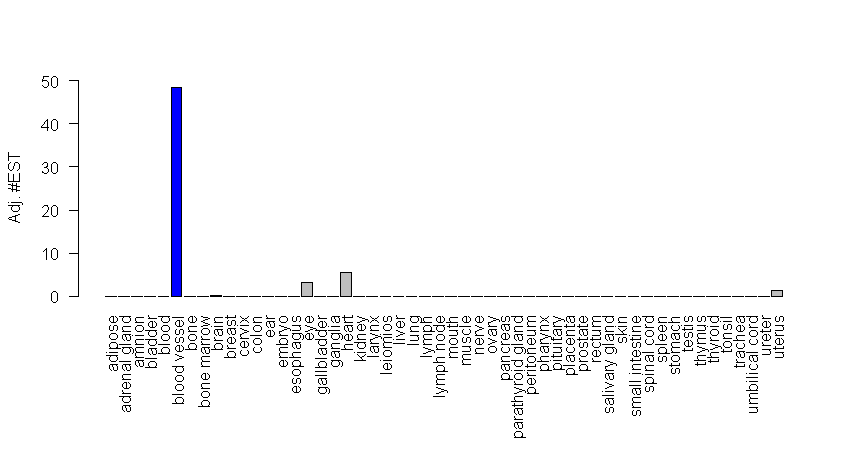 Adj. #EST
50
40
30
20
10
0
adipose
adrenal gland
amnion
bladder
blood
blood vessel
bone
bone marrow
brain
breast
cervix
colon
ear
embryo
esophagus
eye
gallbladder
ganglia
heart
kidney
larynx
leiomios
liver
lung
lymph
lymph node
mouth
muscle
nerve
ovary
pancreas
parathyroid gland
peritoneum
pharynx
pituitary
placenta
prostate
rectum
salivary gland
skin
small intestine
spinal cord
spleen
stomach
testis
thymus
thyroid
tonsil
trachea
umbilical cord
ureter
uterus